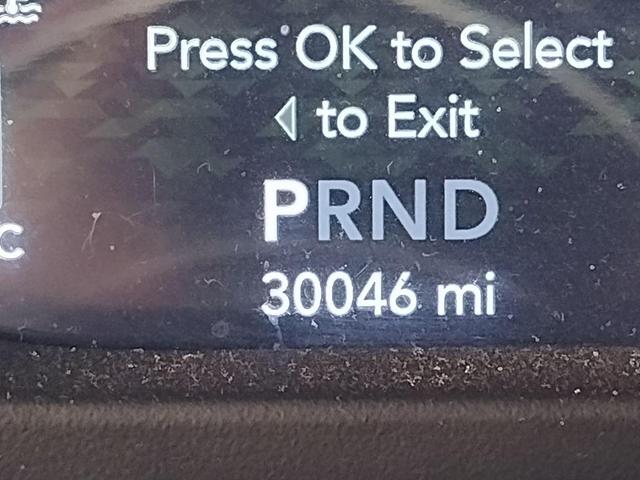 Press OK to Select
to Exit
PRND
C
30046 mi